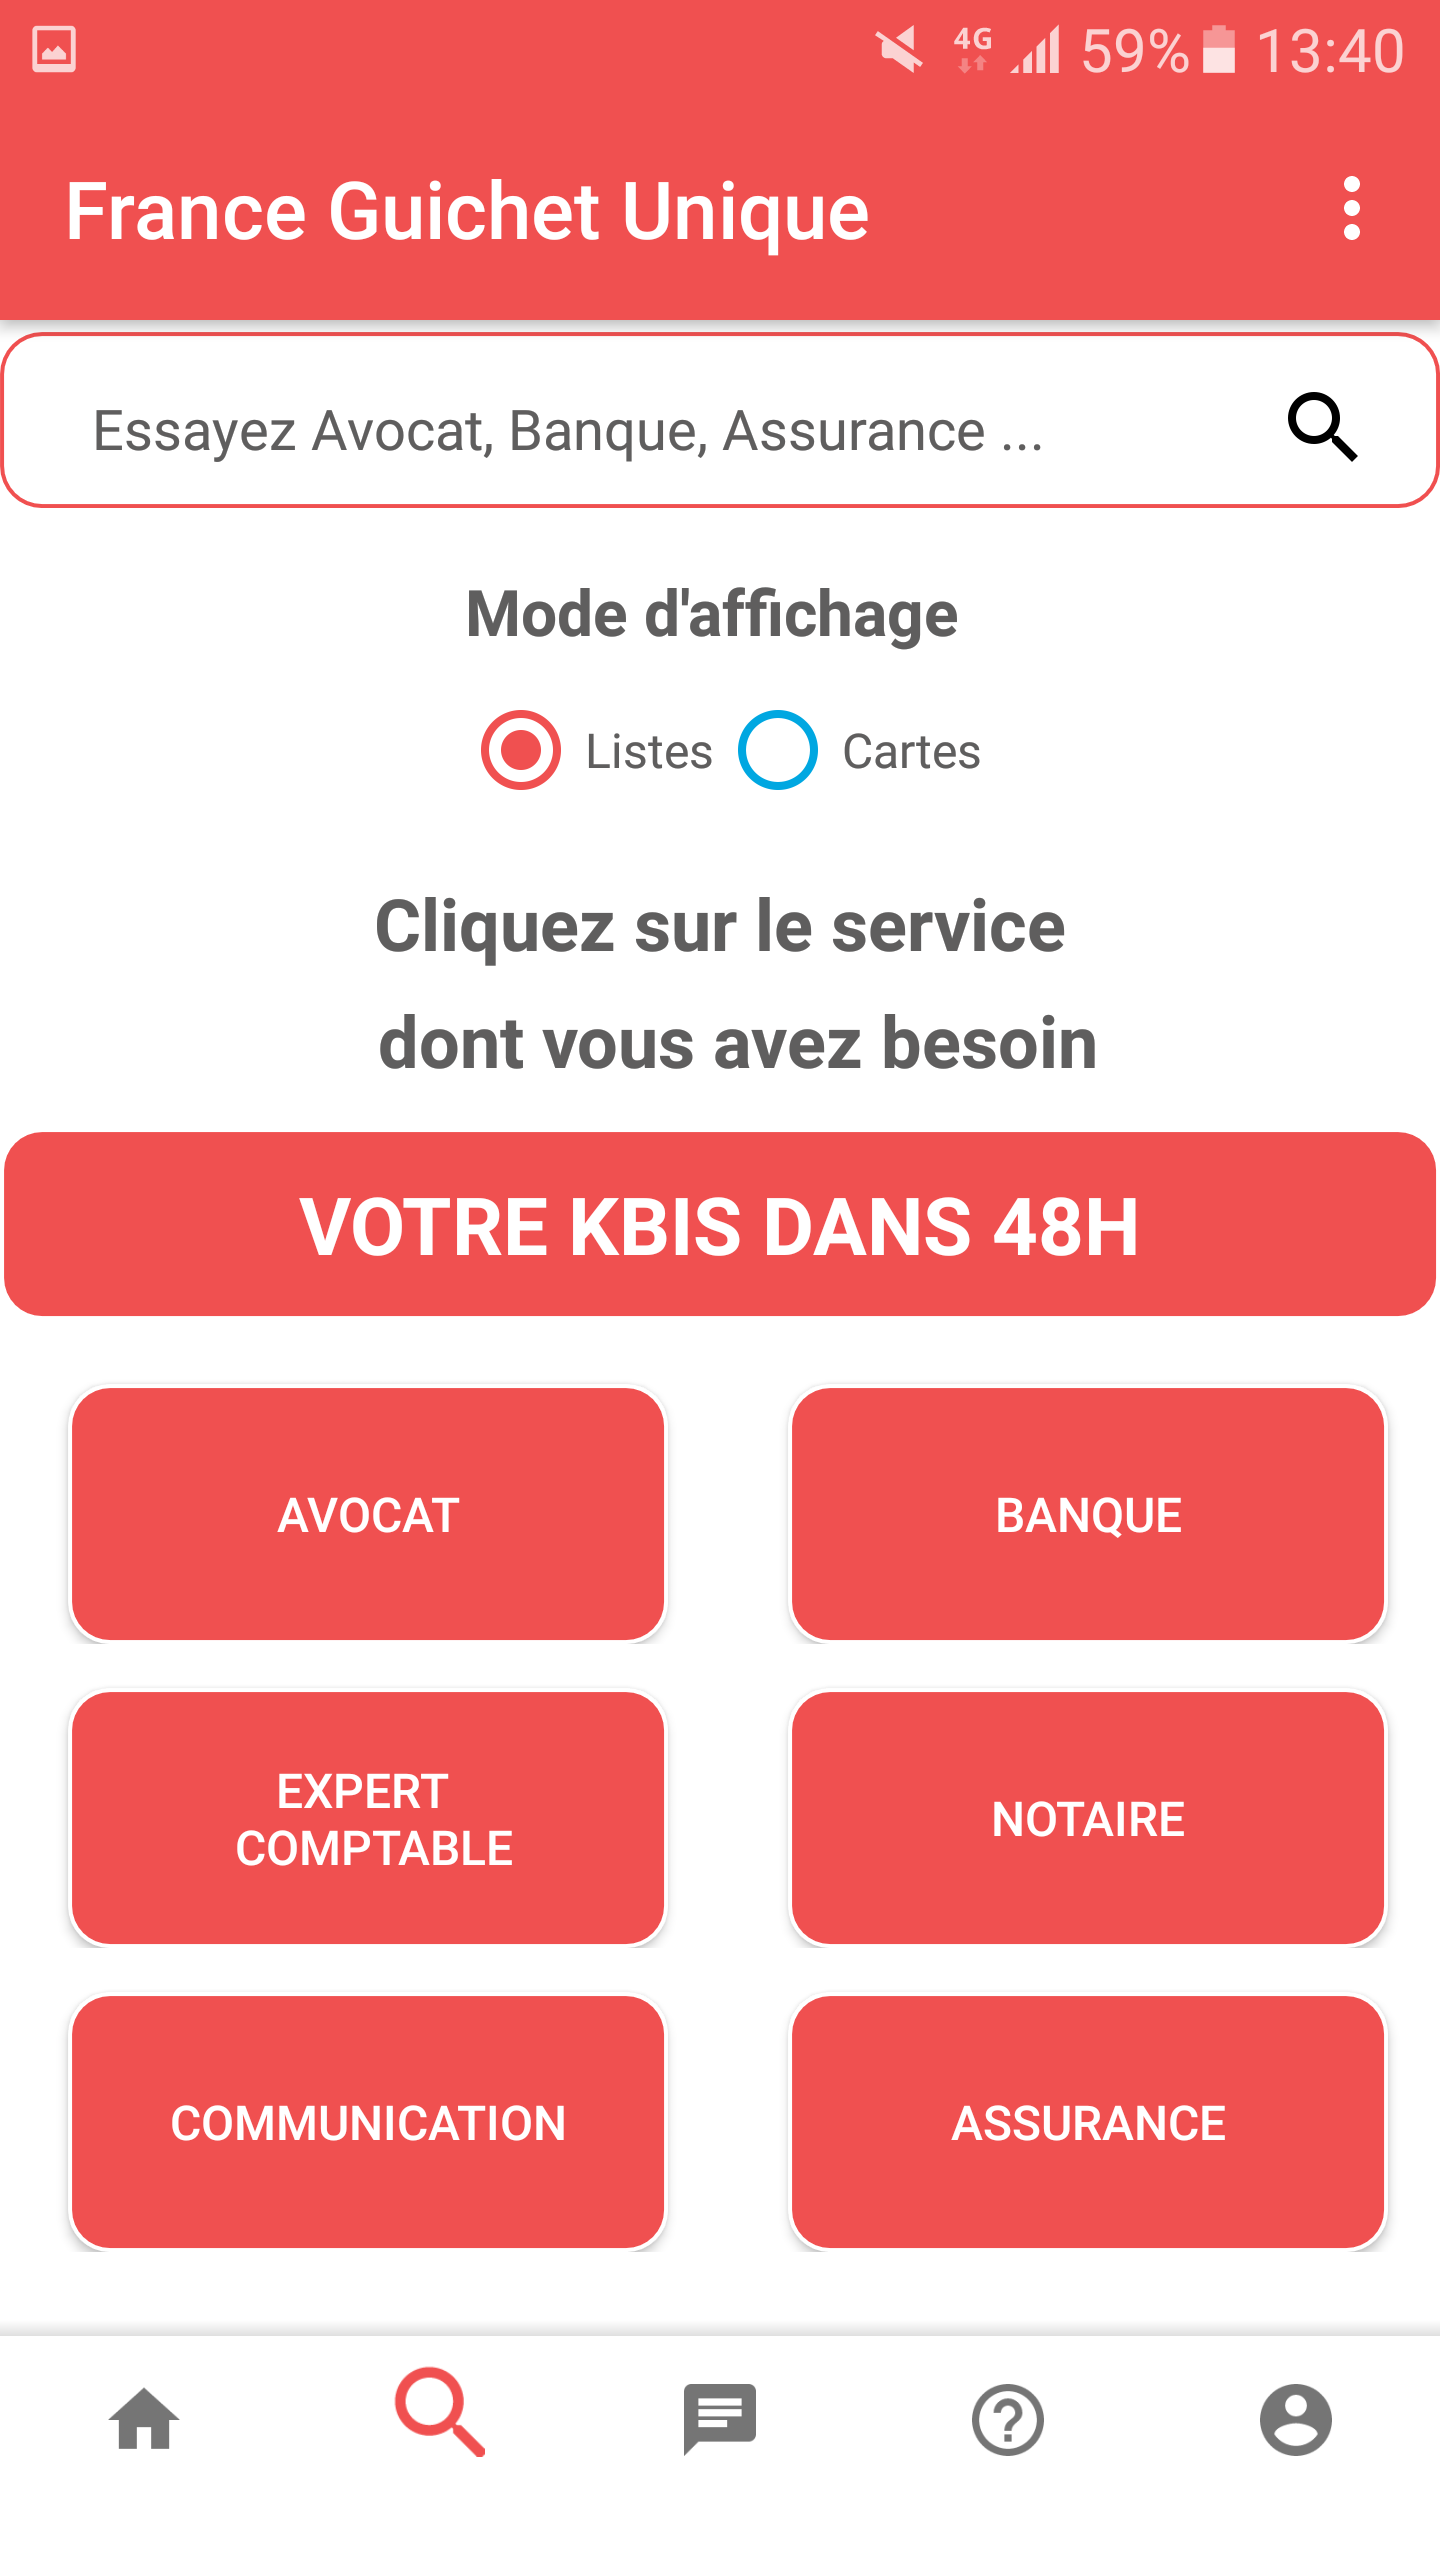 4G 59% 13:40
France Guichet Unique
Essayez Avocat, Banque, Assurance ...
Mode d'affichage
Listes Cartes
Cliquez sur le service
dont vous avez besoin
VOTRE KBIS DANS 48H
AVOCAT BANQUE
EXPERT
COMPTABLE
NOTAIRE
COMMUNICATION ASSURANCE